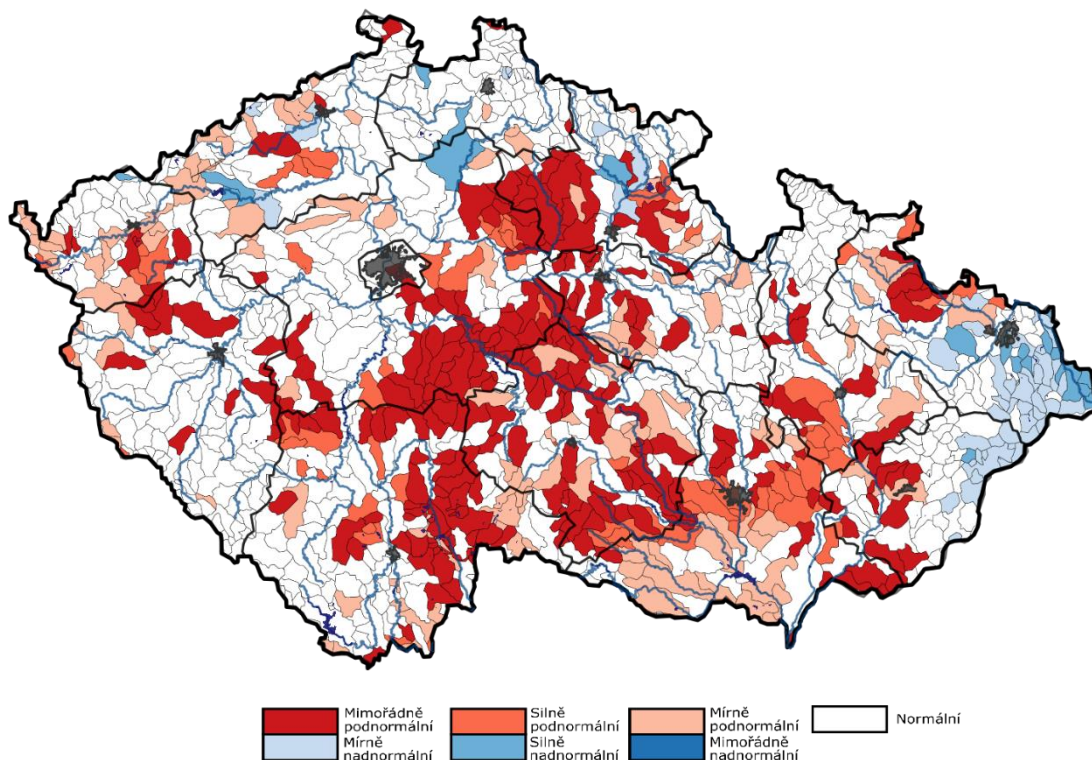 Mimořádně
podnormální
Silně
podnormální
Mírně
podnormální
Normální
Mírně
nadnormální
Silně
nadnormální
Mimořádně
nadnormální